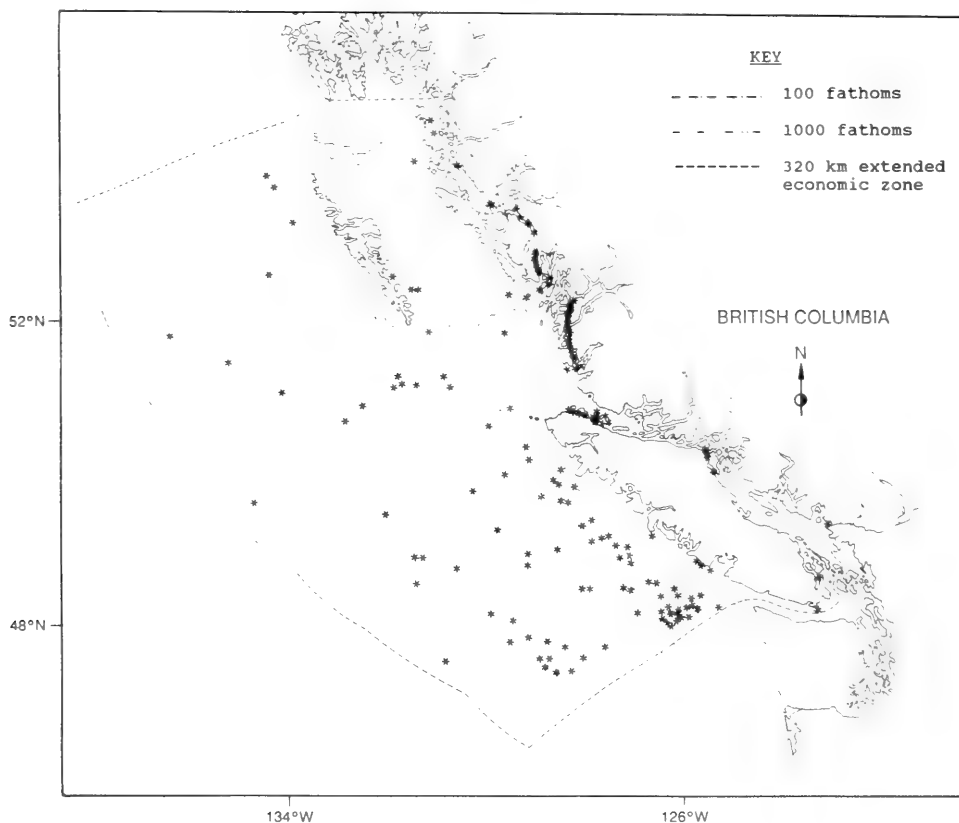 KEY
100 fathoms
1000 fathoms
320 km extended
economic zone
52°N
BRITISH COLUMBIA
N
48°N
134°W
126°W